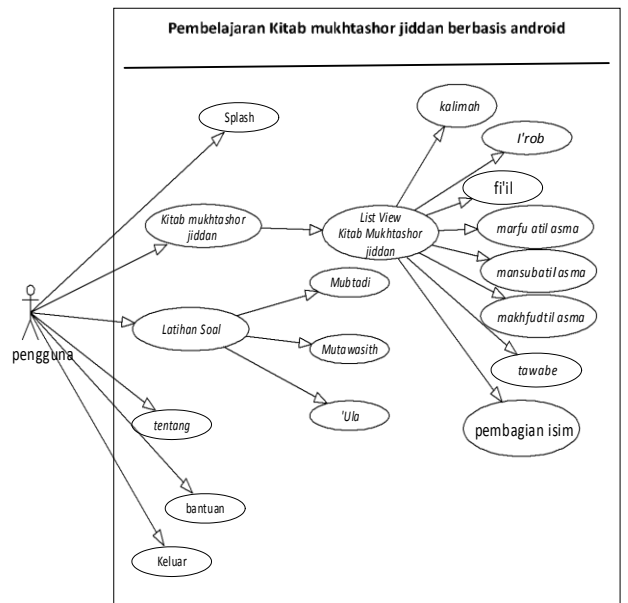 Pembelajaran Kitab mukhtashor jiddan berbasis android
kalimah
Splash
I'rob
fi'il
Kitab mukhtashor
jiddan
List View
Kitab Mukhtashor
jiddan
marfu atil asma
mansubatil asma
Mubtadi
makhfudtil asma
pengguna
Latihan Soal
Mutawasith
tawabe
'Ula
tentang
pembagian isim
bantuan
Keluar